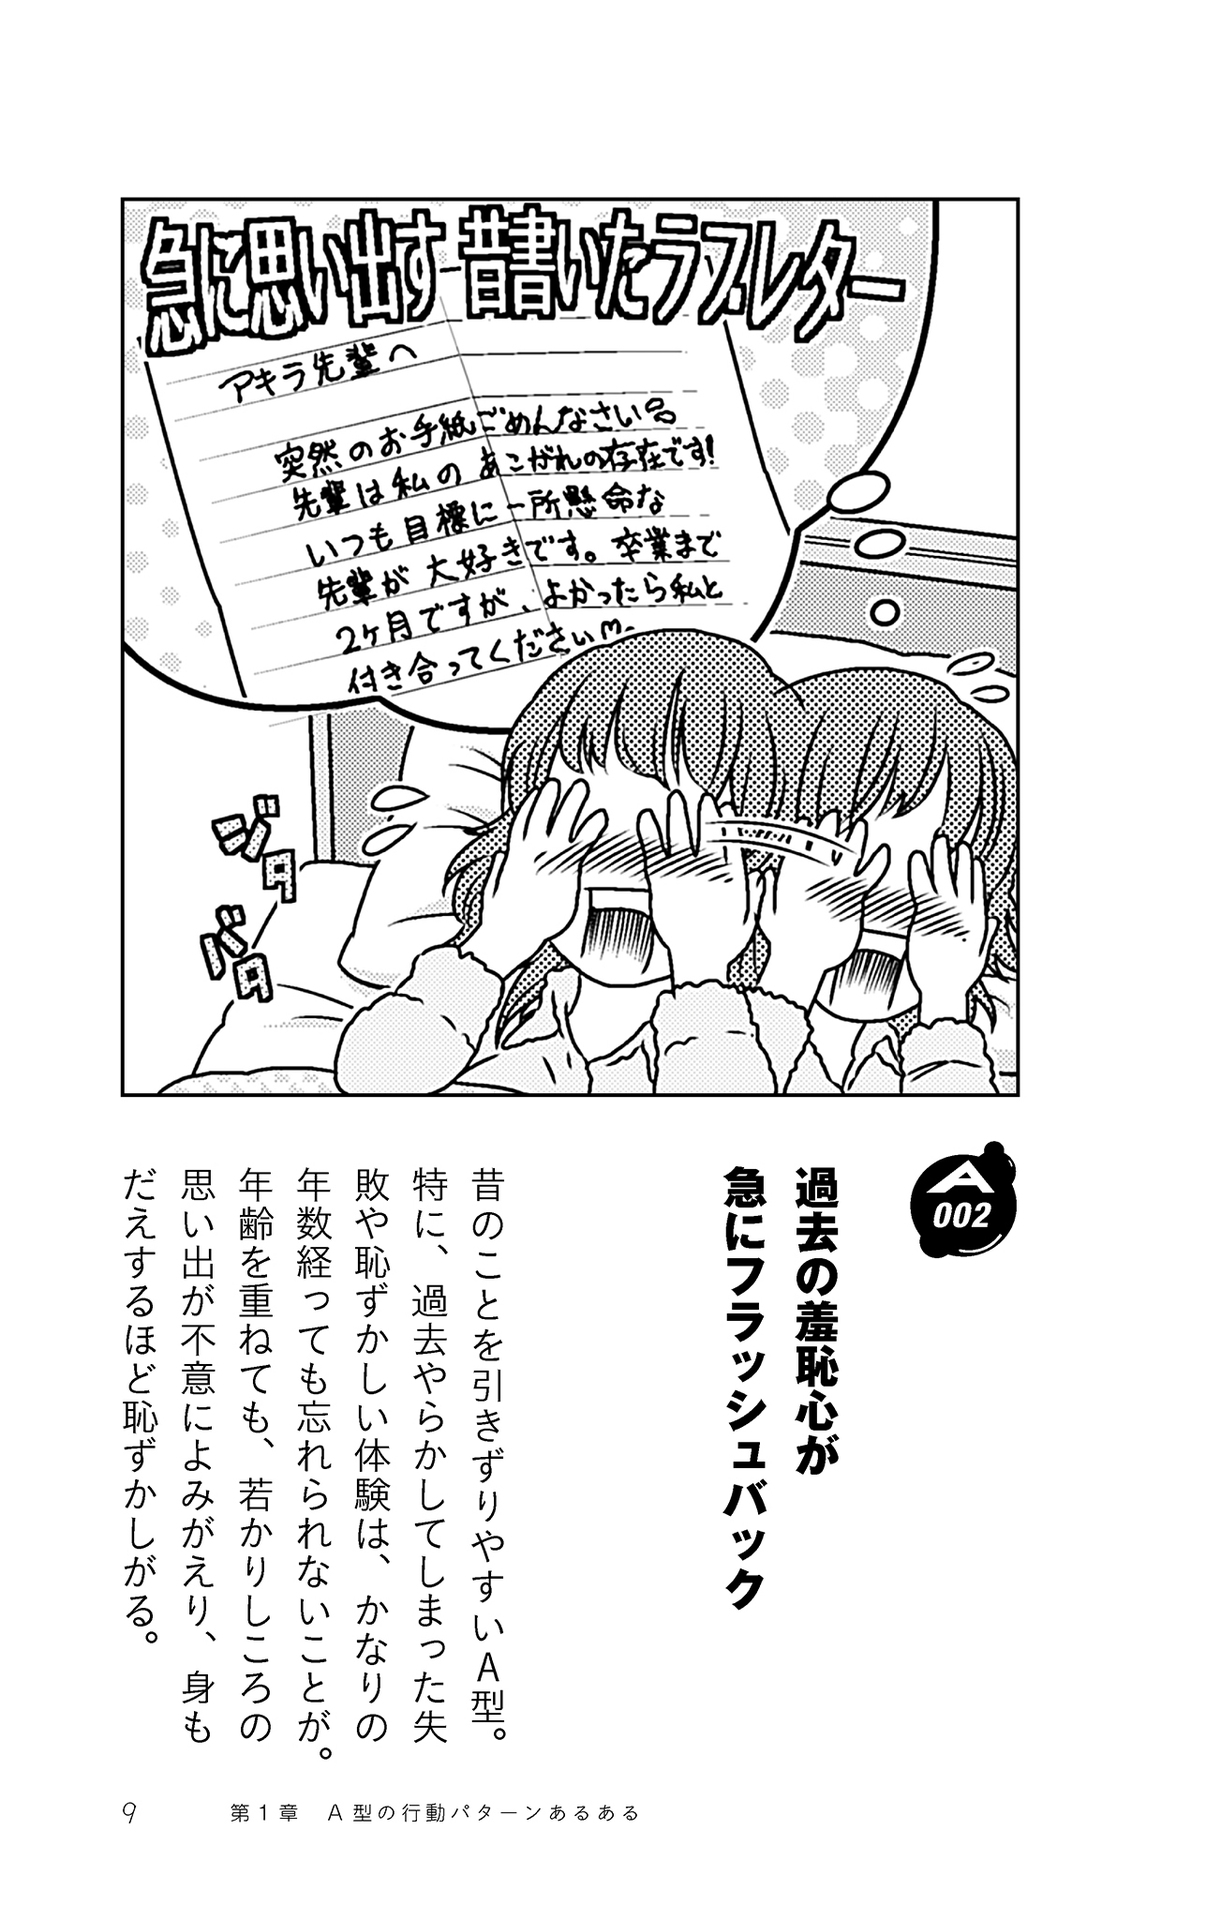 急に思い出す 昔書いたラブレター
アキラ先輩へ
突然のお手紙ごめんなさい
先輩は私のあこがれの存在です!
いつも目標に一所懸命な
先輩が大好きです。卒業まで
2ヶ月ですが、よかったら私と
付き合ってください
ジタ
バタ
A
002
過去の羞恥心が
急にフラッシュバック
昔のことを引きずりやすいA型。
特に、過去やらかしてしまった失
敗や恥ずかしい体験は、かなりの
年数経っても忘れられないことが。
年齢を重ねても、若かりしころの
思い出が不意によみがえり、身も
だえするほど恥ずかしがる。
9 第1章 A型の行動パターンあるある